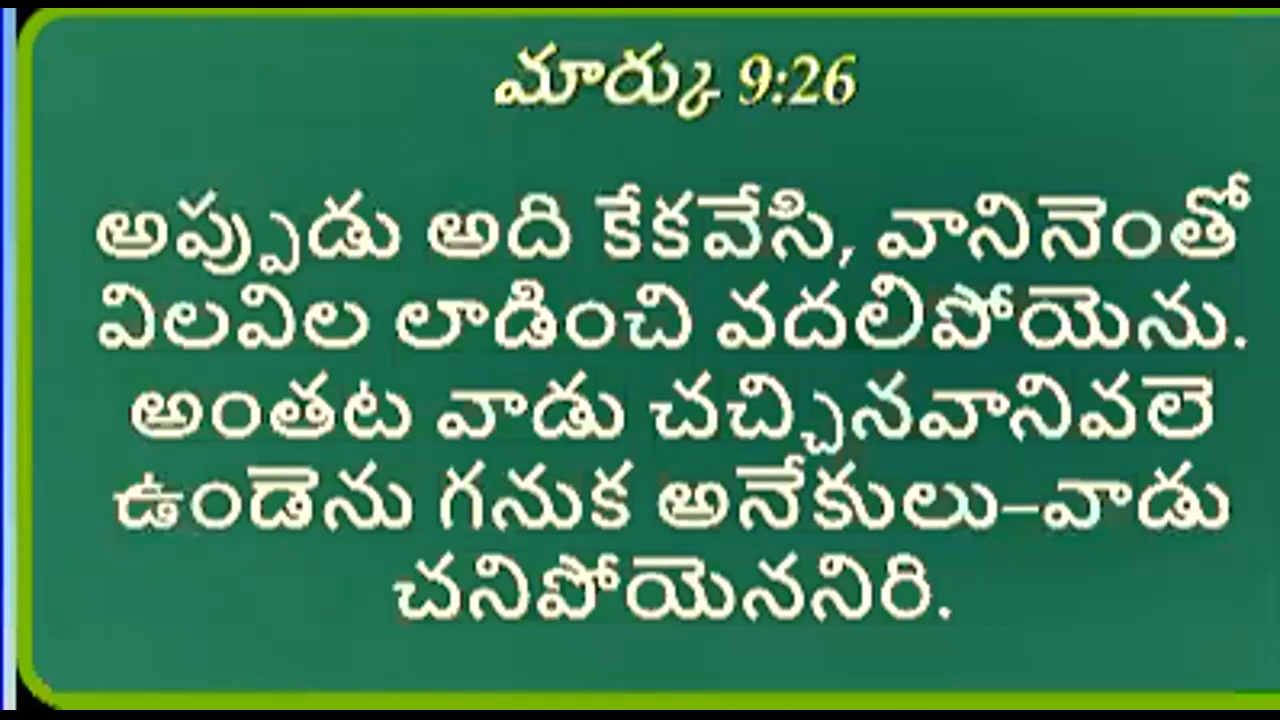 మార్కు 9:26
అప్పుడు అది కేకవేసి, వానినెంతో
విలవిల లాడించి వదలిపోయెను.
అంతట వాడు చచ్చినవానివలె
ఉండెను గనుక అనేకులు–వాడు
చనిపోయెననిరి.